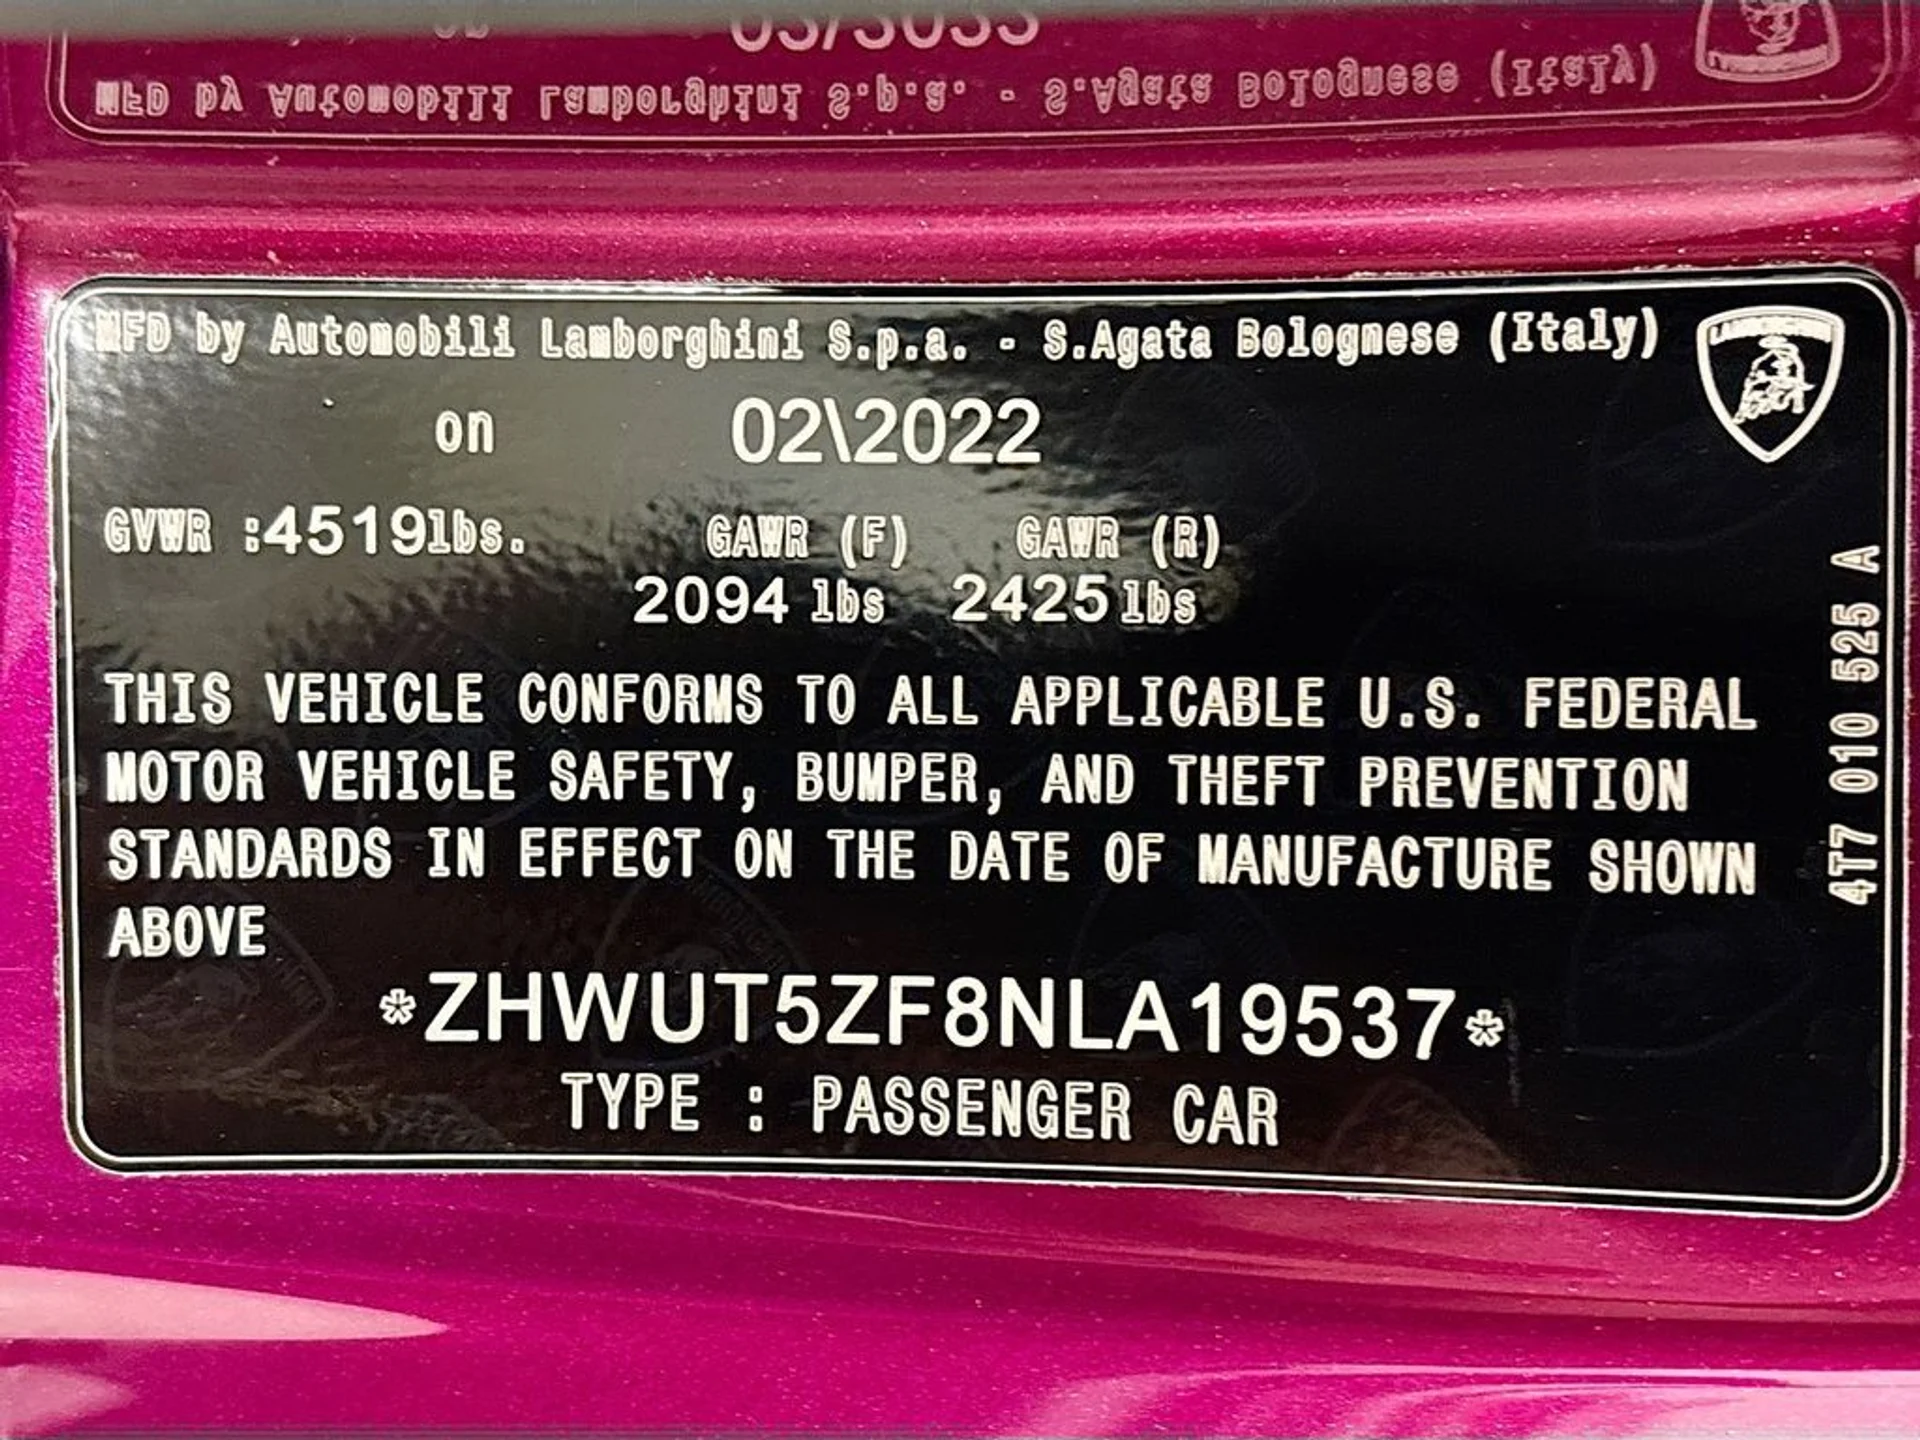 MFD by Automobili Lamborghini S.p.a. - S.Agata Bolognese (Italy)
LAMBORGHINI
on 02\2022
GVWR :4519lbs. GAWR (F) GAWR (R)
2094 lbs 2425 lbs
THIS VEHICLE CONFORMS TO ALL APPLICABLE U.S. FEDERAL
MOTOR VEHICLE SAFETY, BUMPER, AND THEFT PREVENTION
STANDARDS IN EFFECT ON THE DATE OF MANUFACTURE SHOWN
ABOVE
*ZHWUT5ZF8NLA19537*
TYPE : PASSENGER CAR
4T7 010 525 A